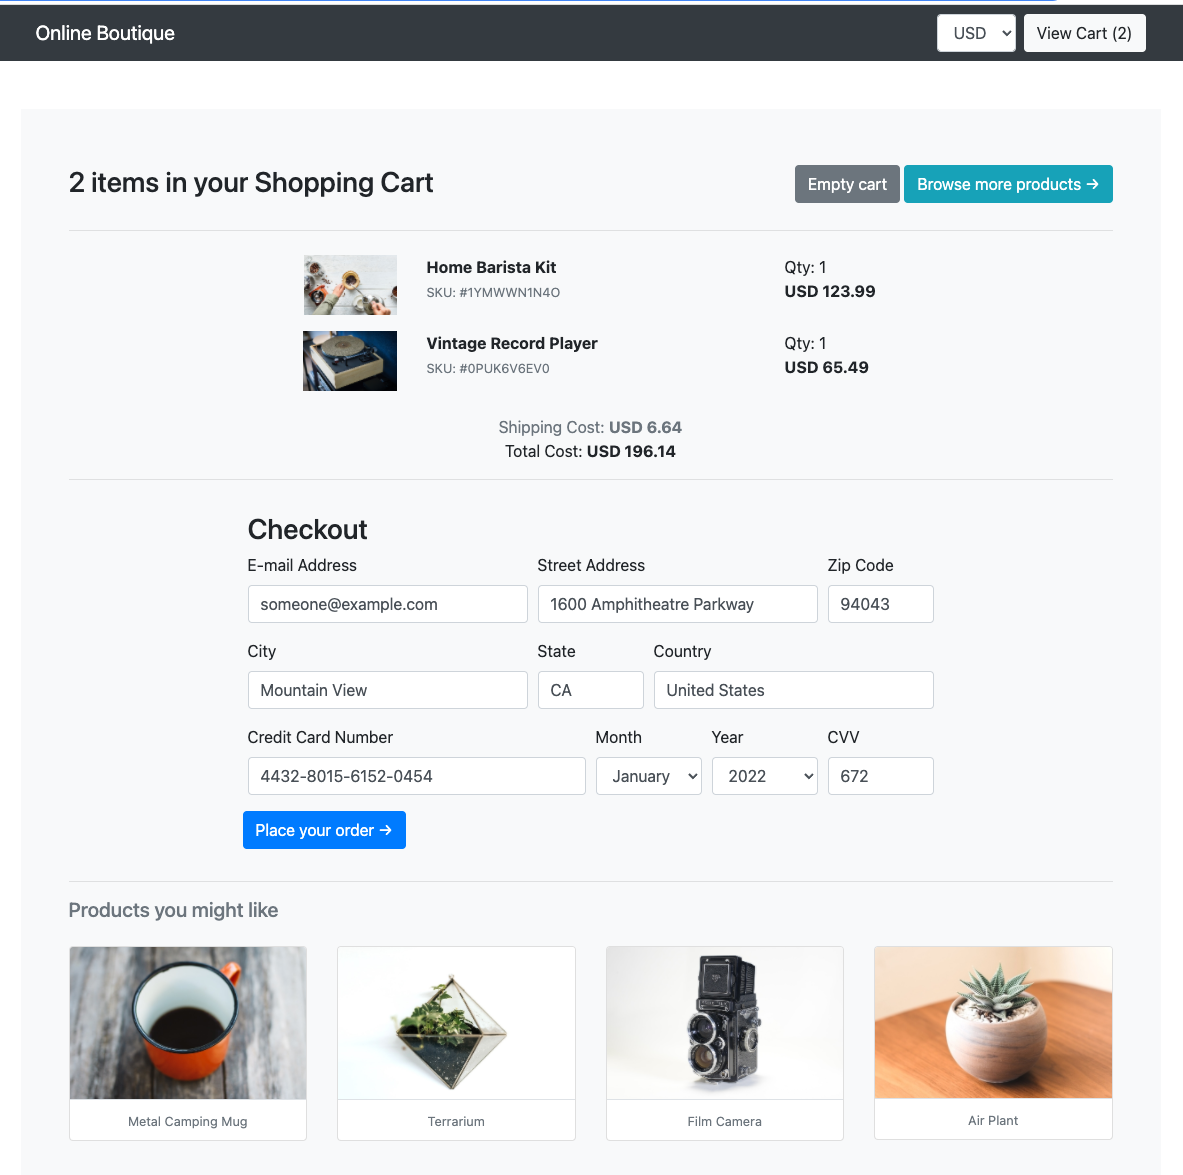 Online Boutique
USD
View Cart (2)
2 items in your Shopping Cart
Empty cart
Browse more products →
Home Barista Kit
Qty: 1
SKU: #1YMWWN1N4O
USD 123.99
Vintage Record Player
Qty: 1
SKU: #0PUK6V6EV0
USD 65.49
Shipping Cost: USD 6.64
Total Cost: USD 196.14
Checkout
E-mail Address
Street Address
Zip Code
someone@example.com
1600 Amphitheatre Parkway
94043
City
State
Country
Mountain View
CA
United States
Credit Card Number
Month
Year
CVV
4432-8015-6152-0454
January
2022
672
Place your order →
Products you might like
Metal Camping Mug
Terrarium
Film Camera
Air Plant